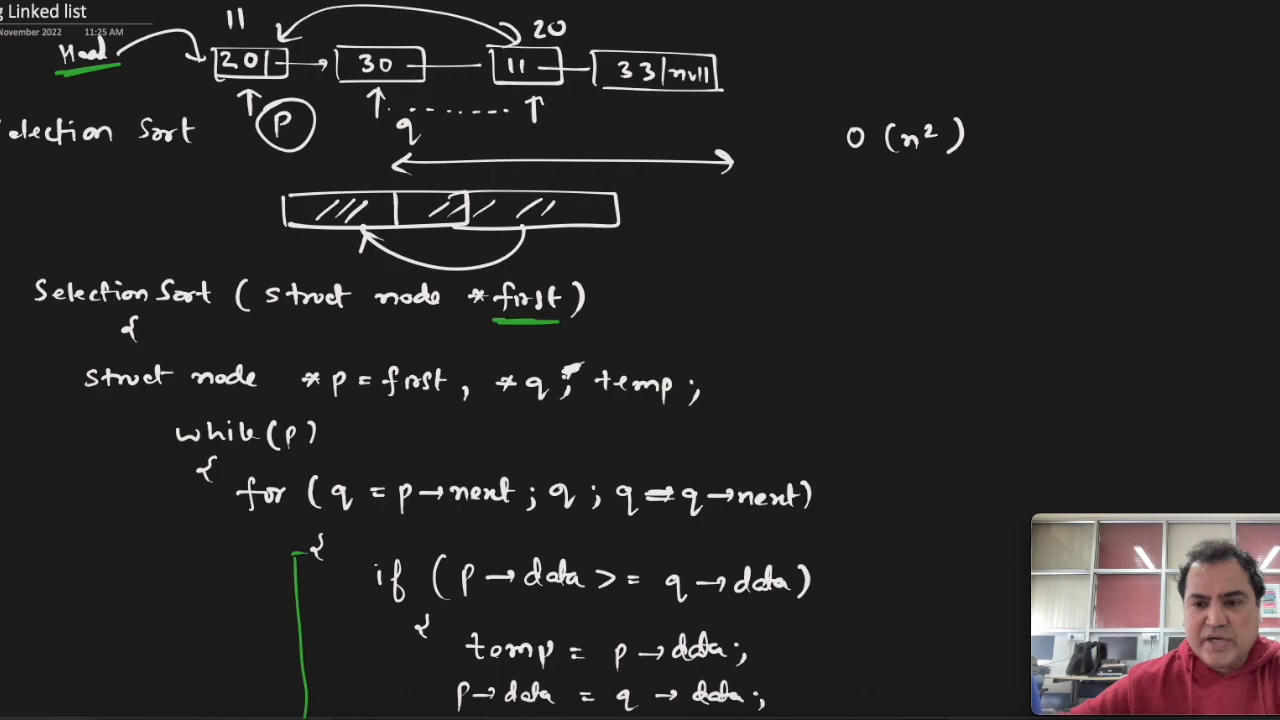 g Linked list
November 2022 11:25 AM
11
20
Head
20 30 11 33 null
p
q
election Sort
O (n²)
Selection Sort ( struct node *first )
{
struct node *p = first , *q ; temp ;
while(p)
{
for ( q = p→next ; q ; q = q→next )
{
if ( p→data >= q→data )
{
temp = p→data ;
p→data = q→data ;